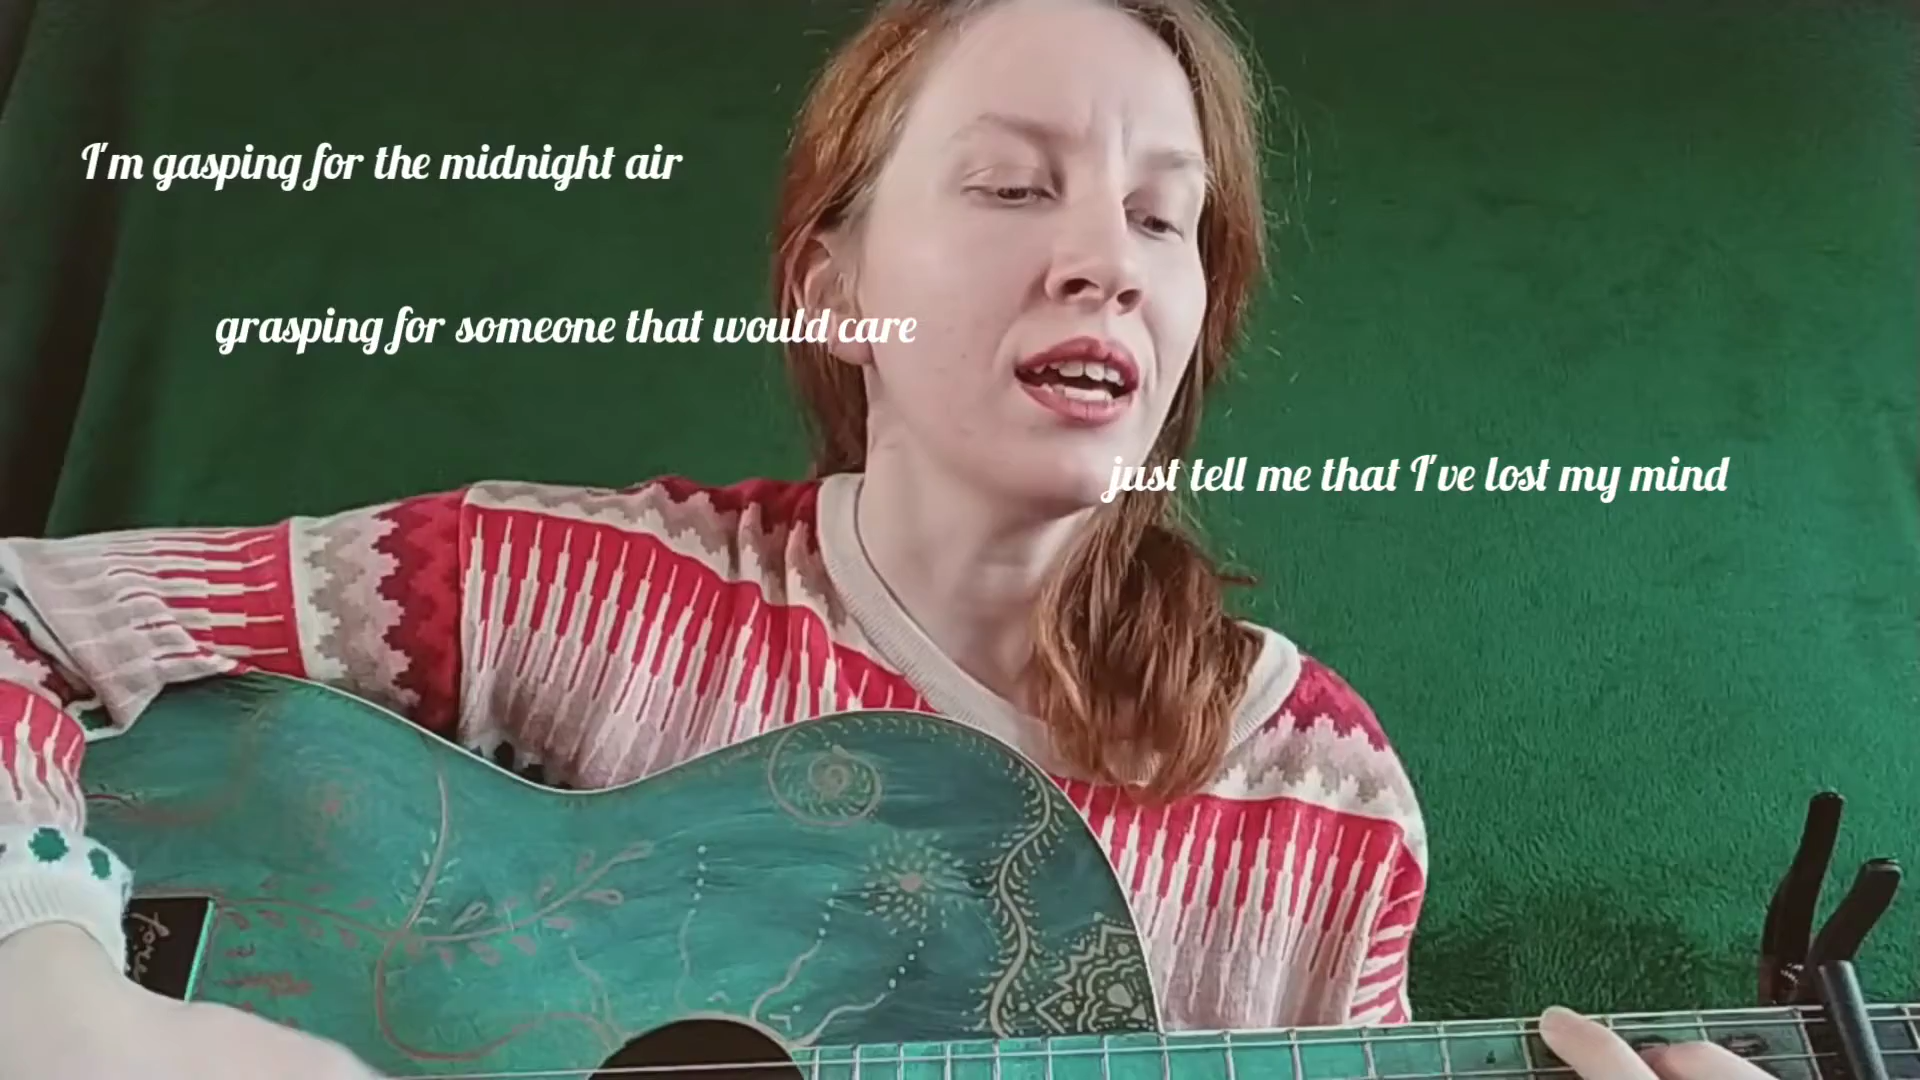 I'm gasping for the midnight air
grasping for someone that would care
just tell me that I've lost my mind